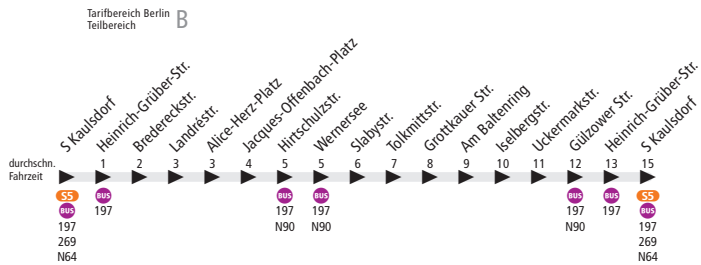 Tarifbereich Berlin
Teilbereich
B
S Kaulsdorf
Heinrich-Grüber-Str.
Bredereckstr.
Landréstr.
Alice-Herz-Platz
Jacques-Offenbach-Platz
Hirtschulzstr.
Wernersee
Slabystr.
Tolkmittstr.
Grottkauer Str.
Am Baltenring
Iselbergstr.
Uckermarkstr.
Gülzower Str.
Heinrich-Grüber-Str.
S Kaulsdorf
durchschn.
Fahrzeit
1 2 3 3 4 5 5 6 7 8 9 10 11 12 13 15
S5 BUS BUS BUS BUS BUS S5
BUS 197 197 197 197 197 BUS
197 N90 N90 N90 197
269 269
N64 N64